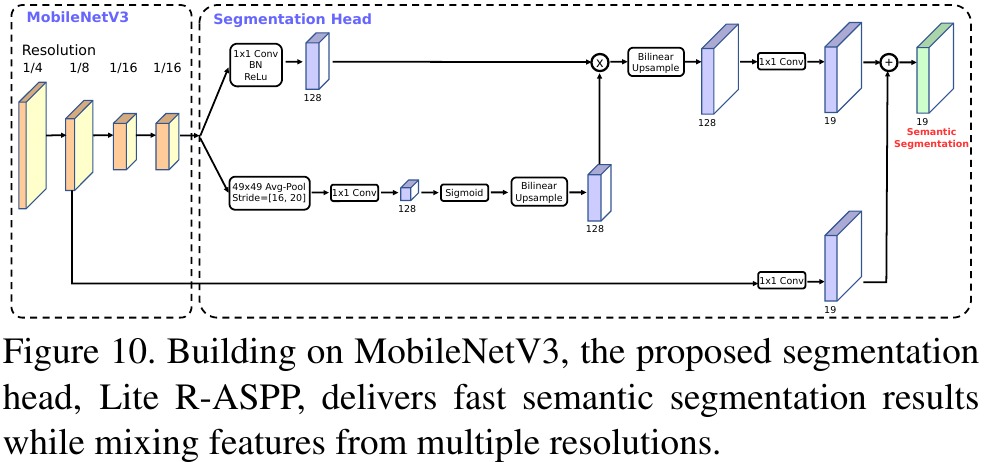 MobileNetV3
Segmentation Head
Resolution
1/4 1/8 1/16 1/16
1x1 Conv
BN
ReLu
128
X
Bilinear
Upsample
128
1x1 Conv
19
+
19
Semantic
Segmentation
49x49 Avg-Pool
Stride=[16, 20]
1x1 Conv
128
Sigmoid
Bilinear
Upsample
128
1x1 Conv
19
Figure 10. Building on MobileNetV3, the proposed segmentation
head, Lite R-ASPP, delivers fast semantic segmentation results
while mixing features from multiple resolutions.